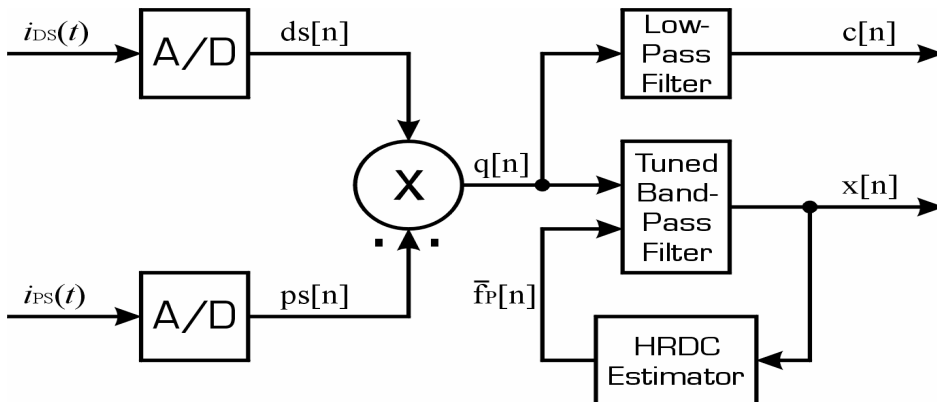 iDS(t)
A/D
ds[n]
Low-
Pass
Filter
c[n]
X
q[n]
Tuned
Band-
Pass
Filter
x[n]
iPS(t)
A/D
ps[n]
f̄P[n]
HRDC
Estimator